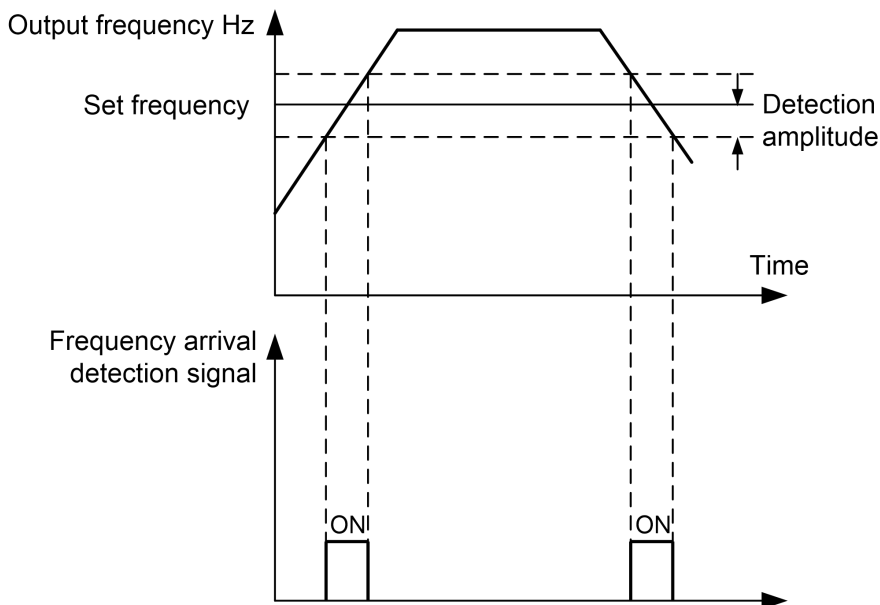 Output frequency Hz
Set frequency
Detection
amplitude
Time
Frequency arrival
detection signal
ON
ON